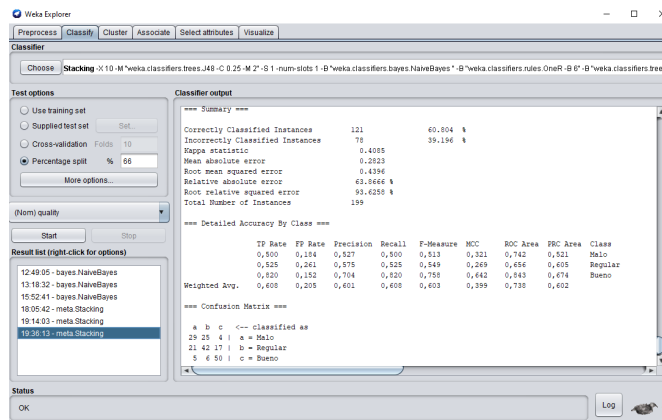 Weka Explorer
Preprocess Classify Cluster Associate Select attributes Visualize
Classifier
Choose Stacking -X 10 -M "weka.classifiers.trees.J48 -C 0.25 -M 2" -S 1 -num-slots 1 -B "weka.classifiers.bayes.NaiveBayes " -B "weka.classifiers.rules.OneR -B 6" -B "weka.classifiers.tree
Test options
Use training set
Supplied test set Set...
Cross-validation Folds 10
Percentage split % 66
More options...
(Nom) quality
Start Stop
Result list (right-click for options)
12:49:05 - bayes.NaiveBayes
13:18:32 - bayes.NaiveBayes
15:52:41 - bayes.NaiveBayes
18:05:42 - meta.Stacking
19:14:03 - meta.Stacking
19:36:13 - meta.Stacking
Classifier output
=== Summary ===
Correctly Classified Instances 121 60.804 %
Incorrectly Classified Instances 78 39.196 %
Kappa statistic 0.4085
Mean absolute error 0.2823
Root mean squared error 0.4396
Relative absolute error 63.8666 %
Root relative squared error 93.6258 %
Total Number of Instances 199
=== Detailed Accuracy By Class ===
TP Rate FP Rate Precision Recall F-Measure MCC ROC Area PRC Area Class
0,500 0,184 0,527 0,500 0,513 0,321 0,742 0,521 Malo
0,525 0,261 0,575 0,525 0,549 0,269 0,656 0,605 Regular
0,820 0,152 0,704 0,820 0,758 0,642 0,843 0,674 Bueno
Weighted Avg. 0,608 0,205 0,601 0,608 0,603 0,399 0,738 0,602
=== Confusion Matrix ===
a b c <-- classified as
29 25 4 | a = Malo
21 42 17 | b = Regular
5 6 50 | c = Bueno
Status
OK
Log